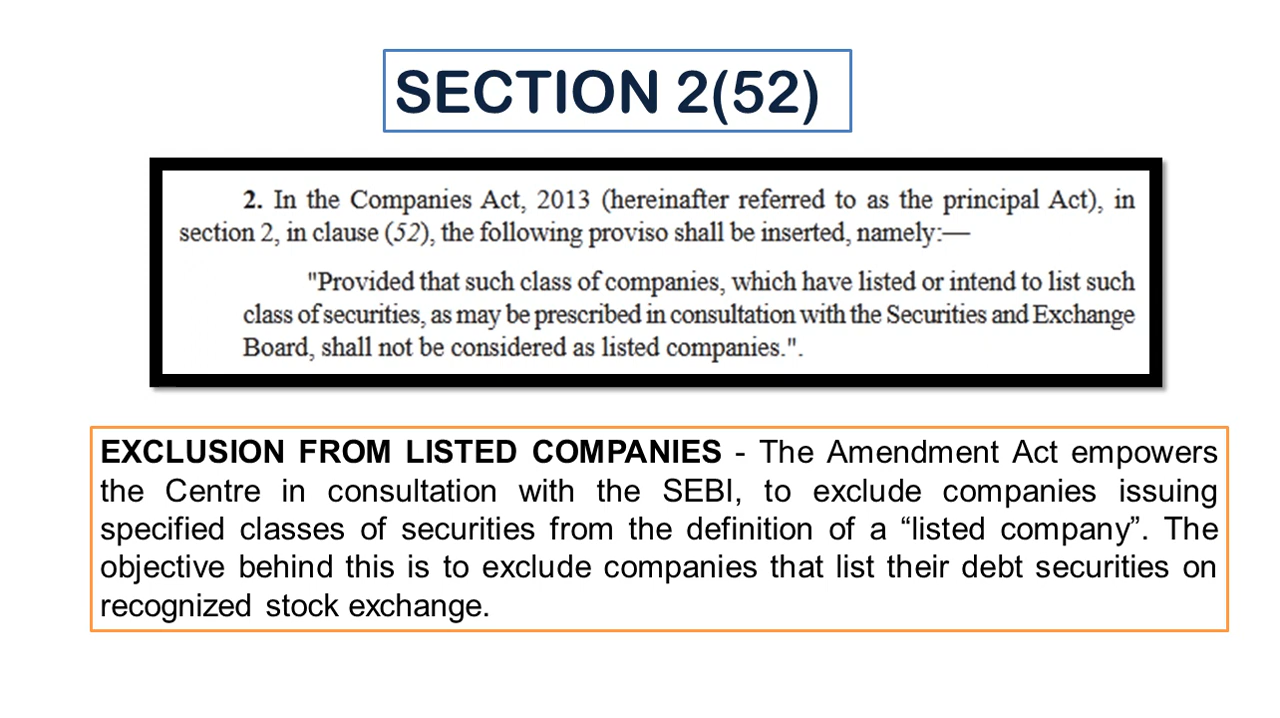 SECTION 2(52)
2. In the Companies Act, 2013 (hereinafter referred to as the principal Act), in
section 2, in clause (52), the following proviso shall be inserted, namely:—
"Provided that such class of companies, which have listed or intend to list such
class of securities, as may be prescribed in consultation with the Securities and Exchange
Board, shall not be considered as listed companies.".
EXCLUSION FROM LISTED COMPANIES - The Amendment Act empowers
the Centre in consultation with the SEBI, to exclude companies issuing
specified classes of securities from the definition of a “listed company”. The
objective behind this is to exclude companies that list their debt securities on
recognized stock exchange.